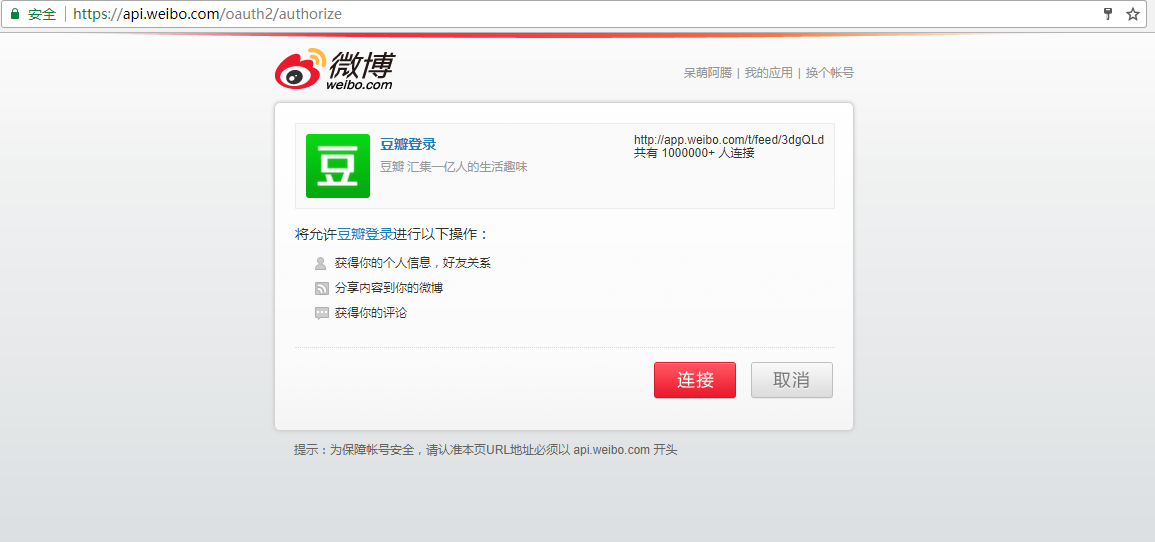 安全 https://api.weibo.com/oauth2/authorize
微博
weibo.com
呆萌阿腾 | 我的应用 | 换个帐号
豆
豆瓣登录
豆瓣 汇集一亿人的生活趣味
http://app.weibo.com/t/feed/3dgQLd
共有 1000000+ 人连接
将允许豆瓣登录进行以下操作：
获得你的个人信息，好友关系
分享内容到你的微博
获得你的评论
连接 取消
提示：为保障帐号安全，请认准本页URL地址必须以 api.weibo.com 开头